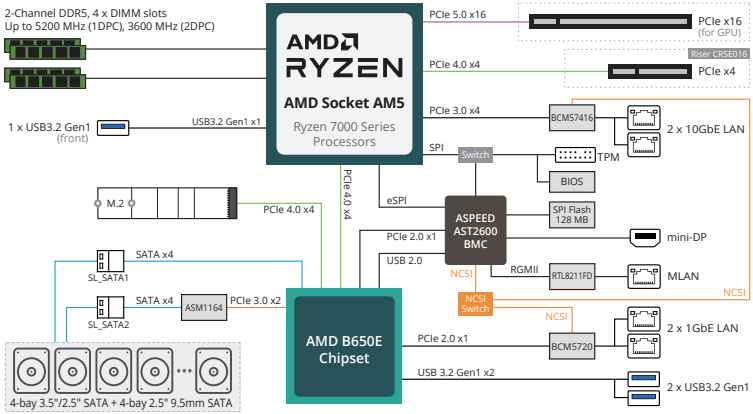 2-Channel DDR5, 4 x DIMM slots
Up to 5200 MHz (1DPC), 3600 MHz (2DPC)
PCIe 5.0 x16
PCIe x16
(for GPU)
AMD
RYZEN
AMD Socket AM5
Ryzen 7000 Series
Processors
Riser CRSE016
PCIe 4.0 x4
PCIe x4
1 x USB3.2 Gen1
(front)
USB3.2 Gen1 x1
PCIe 3.0 x4
BCM57416
2 x 10GbE LAN
SPI
Switch
TPM
BIOS
PCIe 4.0 x4
M.2
PCIe 4.0 x4
eSPI
ASPEED
AST2600
BMC
SPI Flash
128 MB
PCIe 2.0 x1
mini-DP
USB 2.0
SATA x4
SL_SATA1
NCSI
RGMII
RTL8211FD
MLAN
NCSI
SATA x4
SL_SATA2
ASM1164
PCIe 3.0 x2
NCSI
Switch
NCSI
AMD B650E
Chipset
PCIe 2.0 x1
BCM5720
2 x 1GbE LAN
USB 3.2 Gen1 x2
2 x USB3.2 Gen1
4-bay 3.5"/2.5" SATA + 4-bay 2.5" 9.5mm SATA